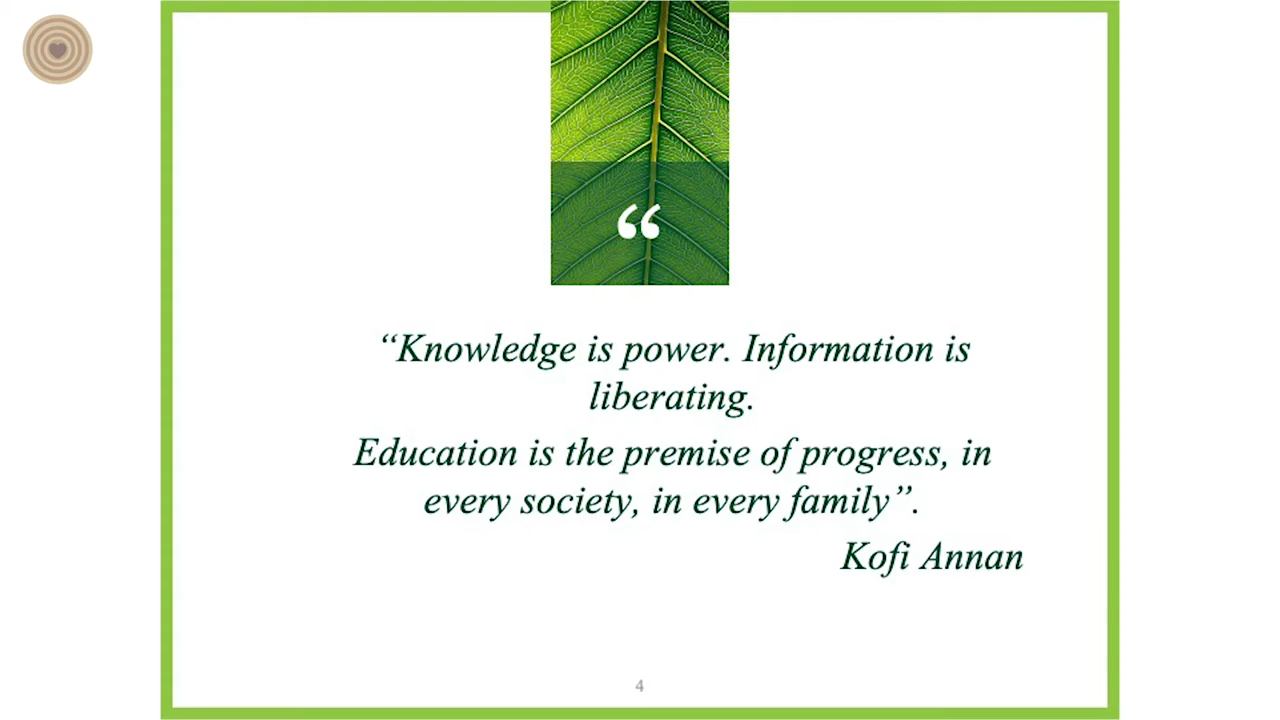 “
“Knowledge is power. Information is
liberating.
Education is the premise of progress, in
every society, in every family”.
Kofi Annan
4